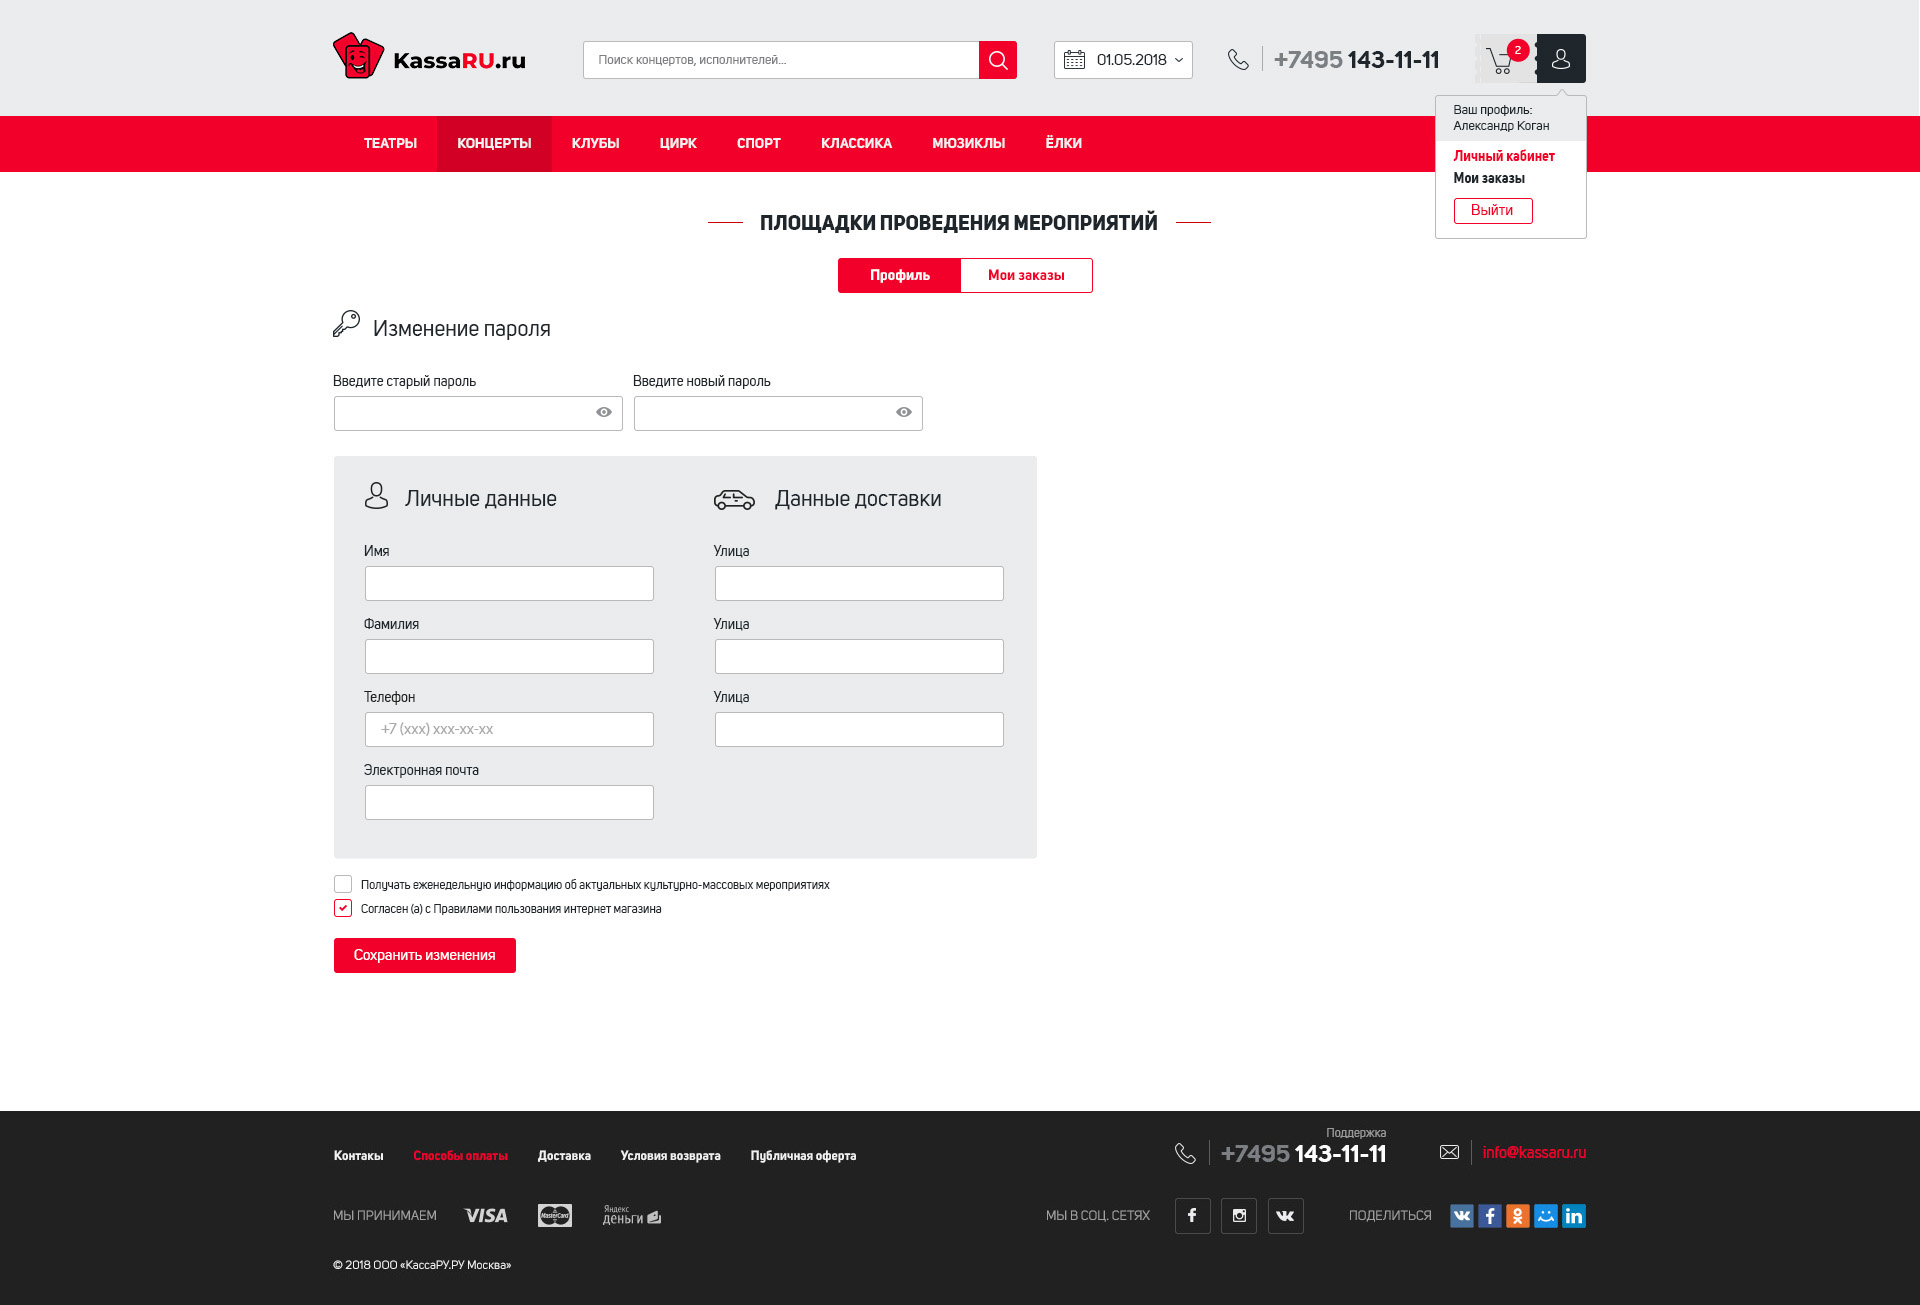 KassaRU.ru
Поиск концертов, исполнителей...
01.05.2018
+7495 143-11-11
2
Ваш профиль:
Александр Коган
Личный кабинет
Мои заказы
Выйти
ТЕАТРЫ КОНЦЕРТЫ КЛУБЫ ЦИРК СПОРТ КЛАССИКА МЮЗИКЛЫ ЁЛКИ
ПЛОЩАДКИ ПРОВЕДЕНИЯ МЕРОПРИЯТИЙ
Профиль Мои заказы
Изменение пароля
Введите старый пароль Введите новый пароль
Личные данные Данные доставки
Имя Улица
Фамилия Улица
Телефон Улица
+7 (xxx) xxx-xx-xx
Электронная почта
Получать еженедельную информацию об актуальных культурно-массовых мероприятиях
Согласен (а) с Правилами пользования интернет магазина
Сохранить изменения
Контакы Способы оплаты Доставка Условия возврата Публичная оферта
Поддержка
+7495 143-11-11
info@kassaru.ru
МЫ ПРИНИМАЕМ VISA MasterCard Яндекс деньги
МЫ В СОЦ. СЕТЯХ ПОДЕЛИТЬСЯ
© 2018 ООО «КассаРУ.РУ Москва»